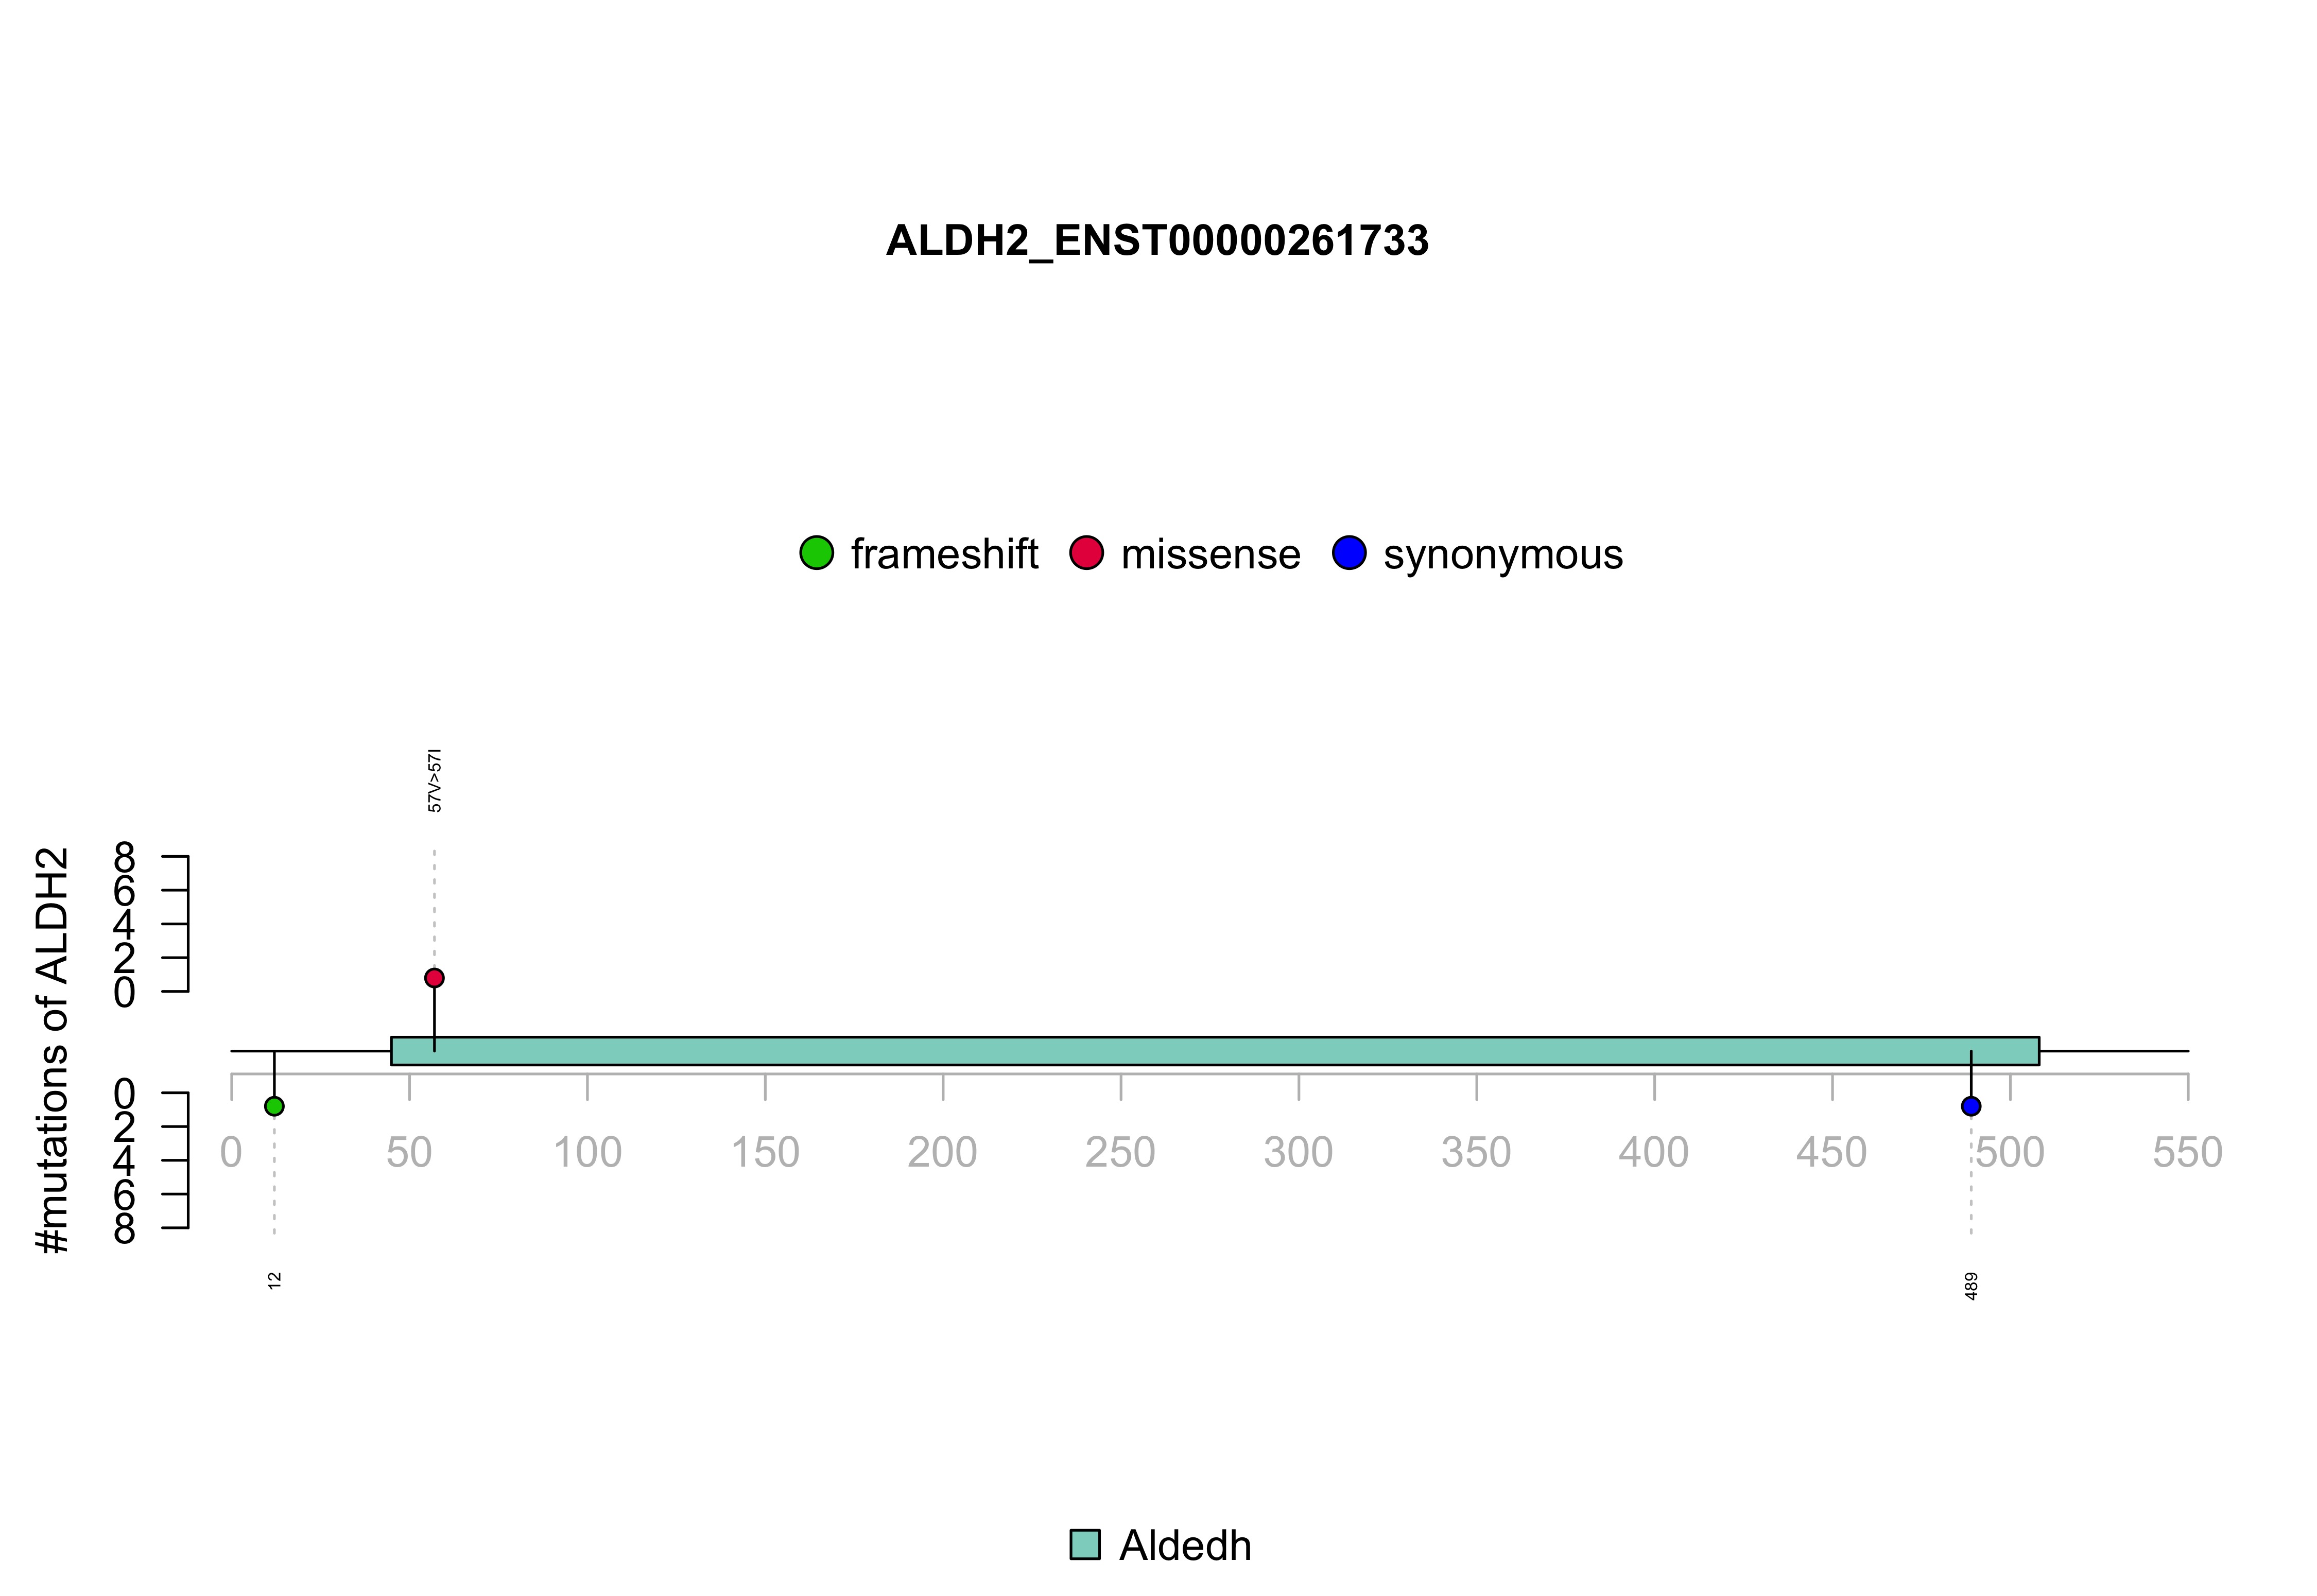 ALDH2_ENST00000261733
frameshift missense synonymous
57V>57I
#mutations of ALDH2
8
6
4
2
0
0
2
4
6
8
0 50 100 150 200 250 300 350 400 450 500 550
12
489
Aldedh